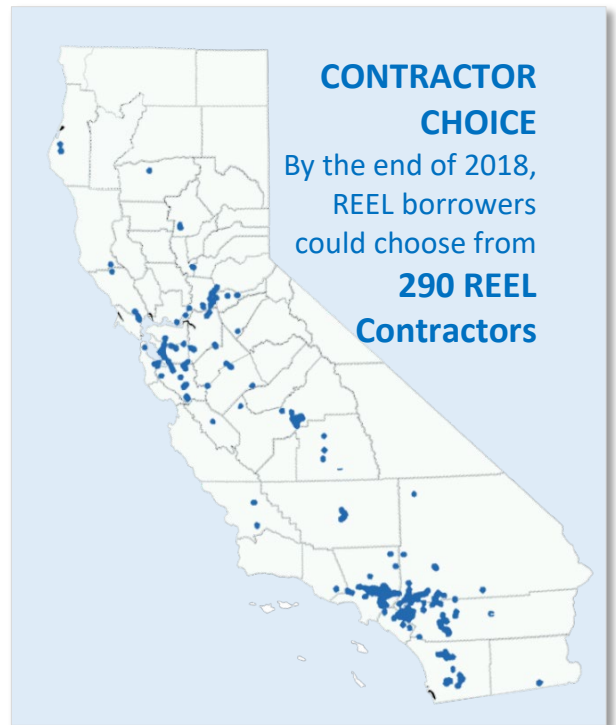 CONTRACTOR
CHOICE
By the end of 2018,
REEL borrowers
could choose from
290 REEL
Contractors